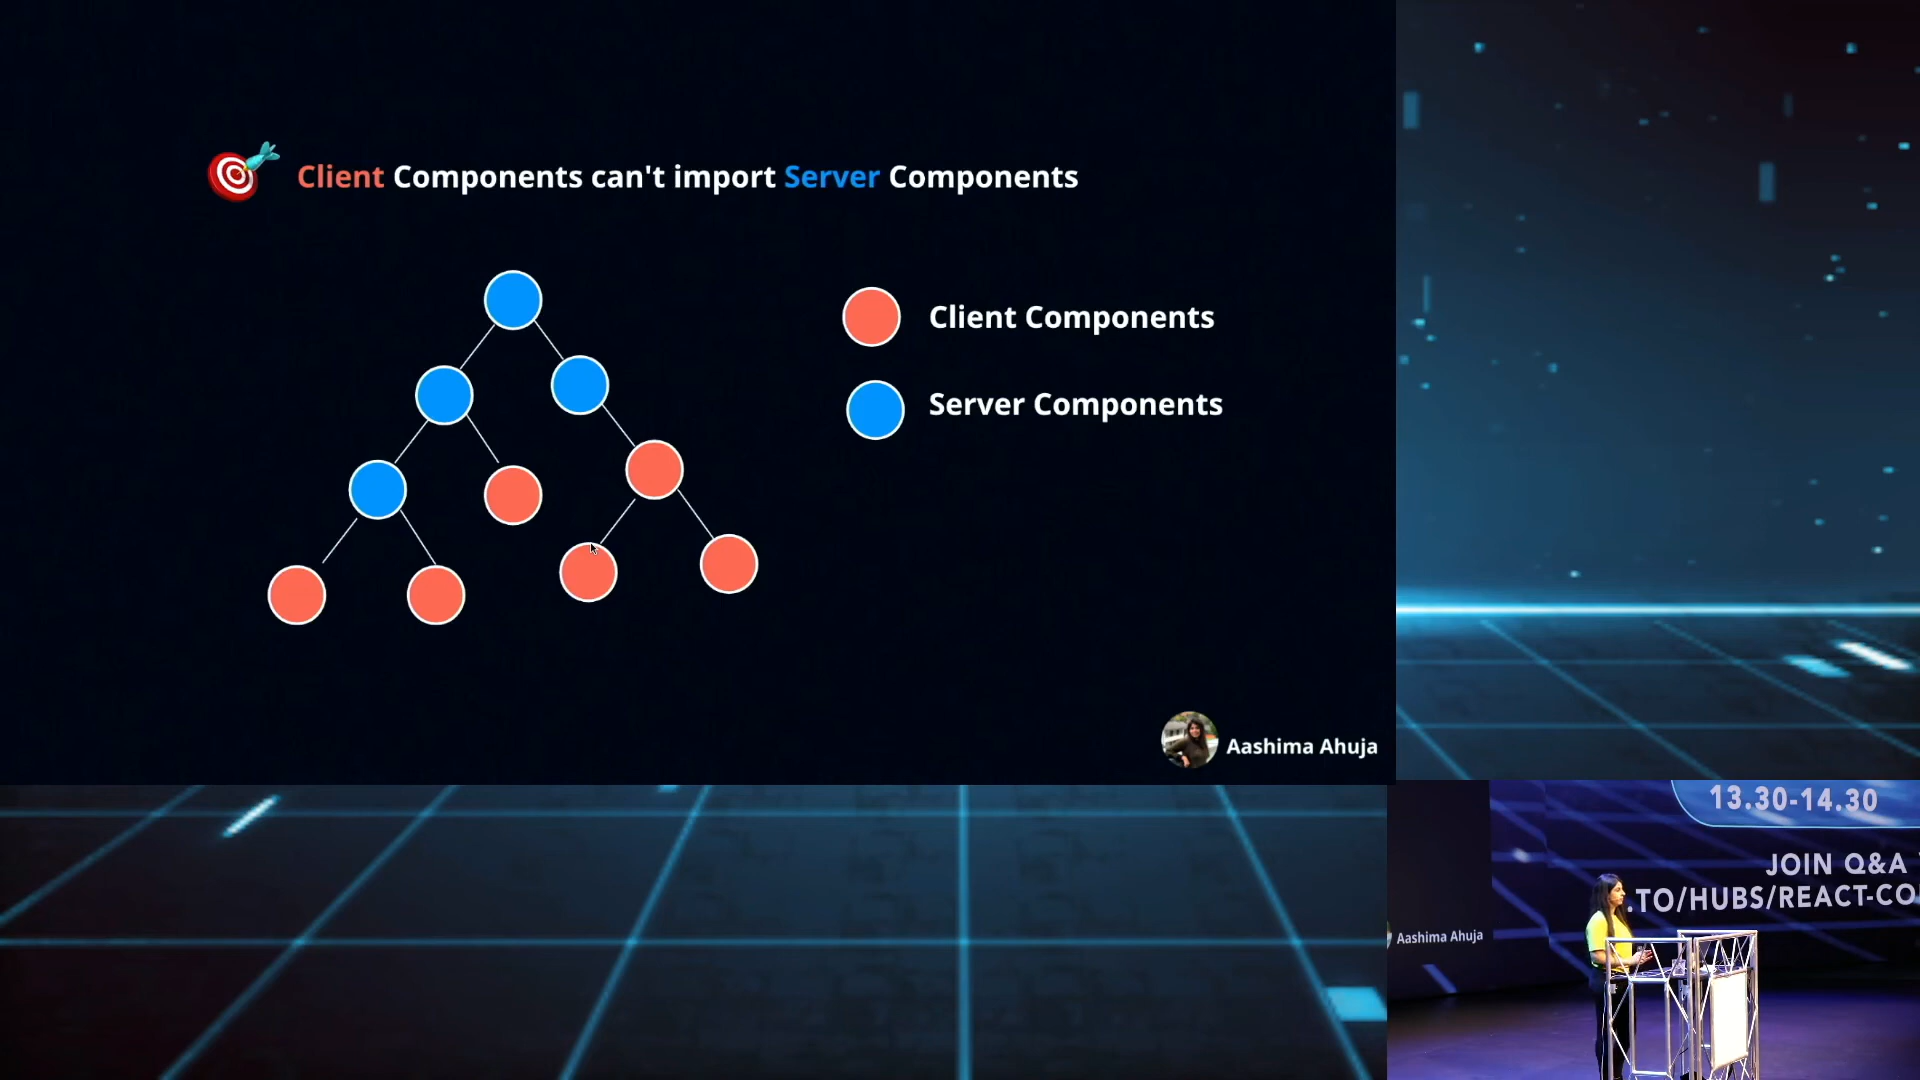 Client Components can't import Server Components
Client Components
Server Components
Aashima Ahuja
13.30-14.30
JOIN Q&A
.TO/HUBS/REACT-CO
Aashima Ahuja